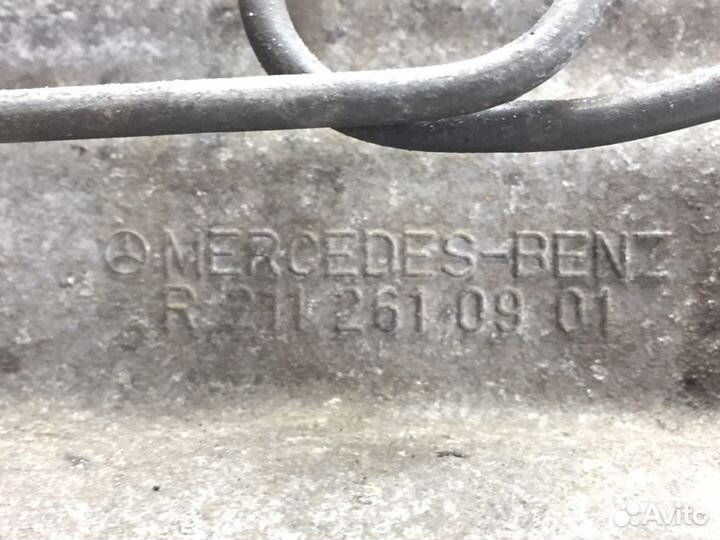 MERCEDES-BENZ
R 211 261 09 01
Avito